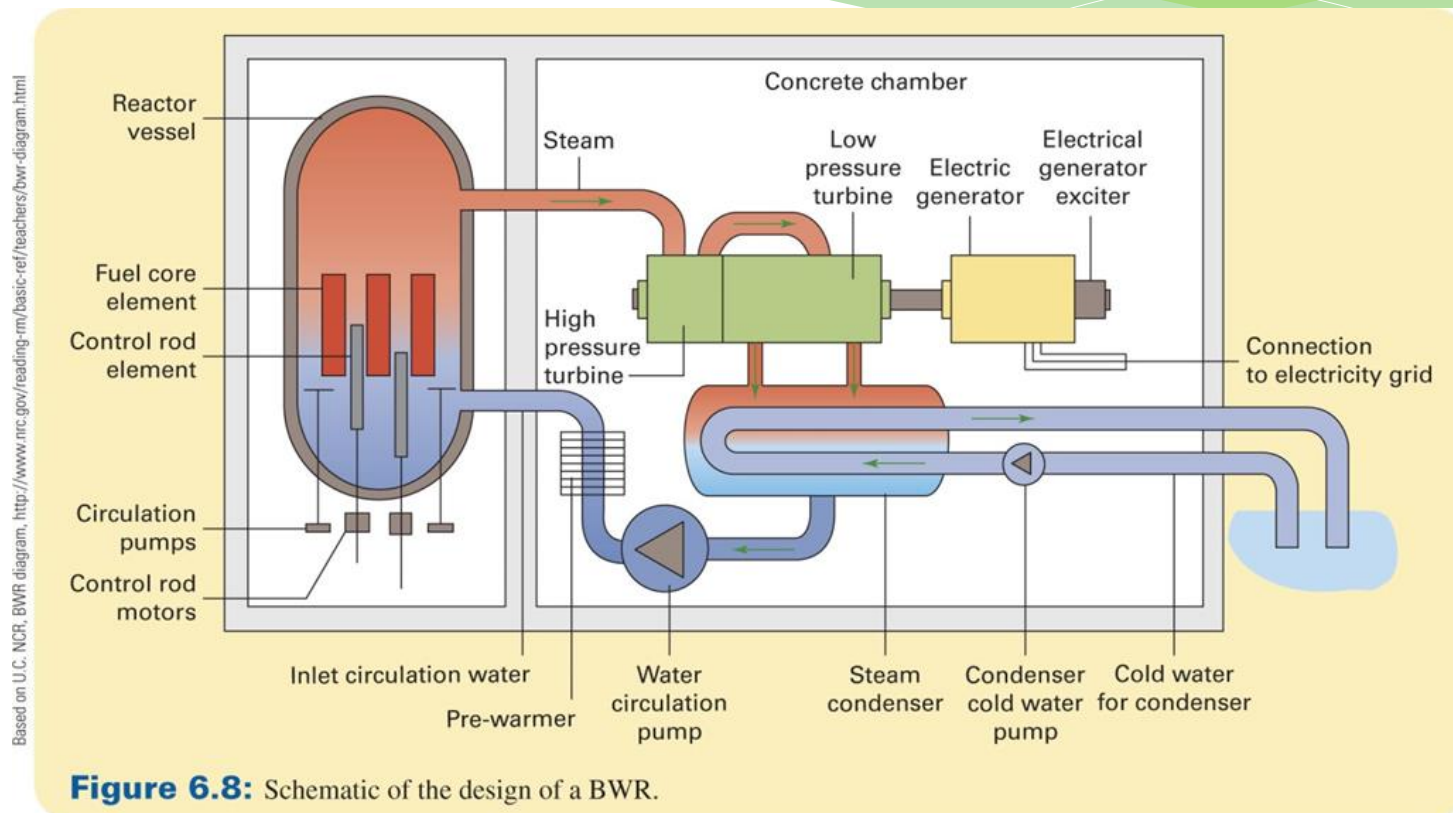 Based on U.C. NCR, BWR diagram, http://www.nrc.gov/reading-rm/basic-ref/teachers/bwr-diagram.html
Concrete chamber
Reactor
vessel
Steam
Low
pressure
turbine
Electric
generator
Electrical
generator
exciter
Fuel core
element
Control rod
element
High
pressure
turbine
Connection
to electricity grid
Circulation
pumps
Control rod
motors
Inlet circulation water
Pre-warmer
Water
circulation
pump
Steam
condenser
Condenser
cold water
pump
Cold water
for condenser
Figure 6.8: Schematic of the design of a BWR.